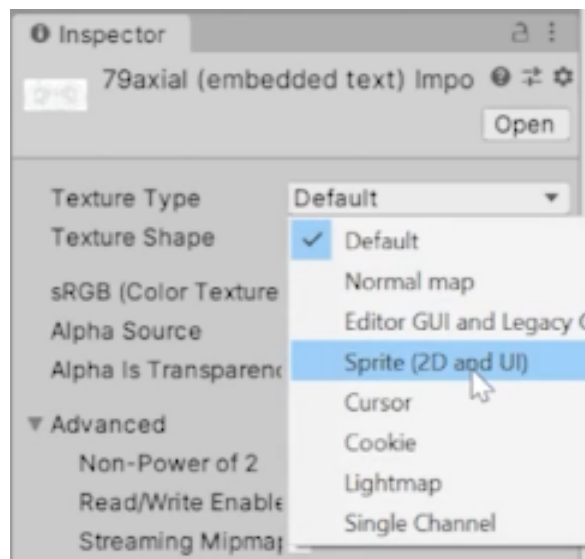 Inspector
79axial (embedded text) Impo
Open
Texture Type Default
Texture Shape
Default
Normal map
sRGB (Color Texture
Editor GUI and Legacy
Alpha Source
Sprite (2D and UI)
Alpha Is Transparenc
Cursor
Advanced
Cookie
Non-Power of 2
Lightmap
Read/Write Enable
Single Channel
Streaming Mipmap